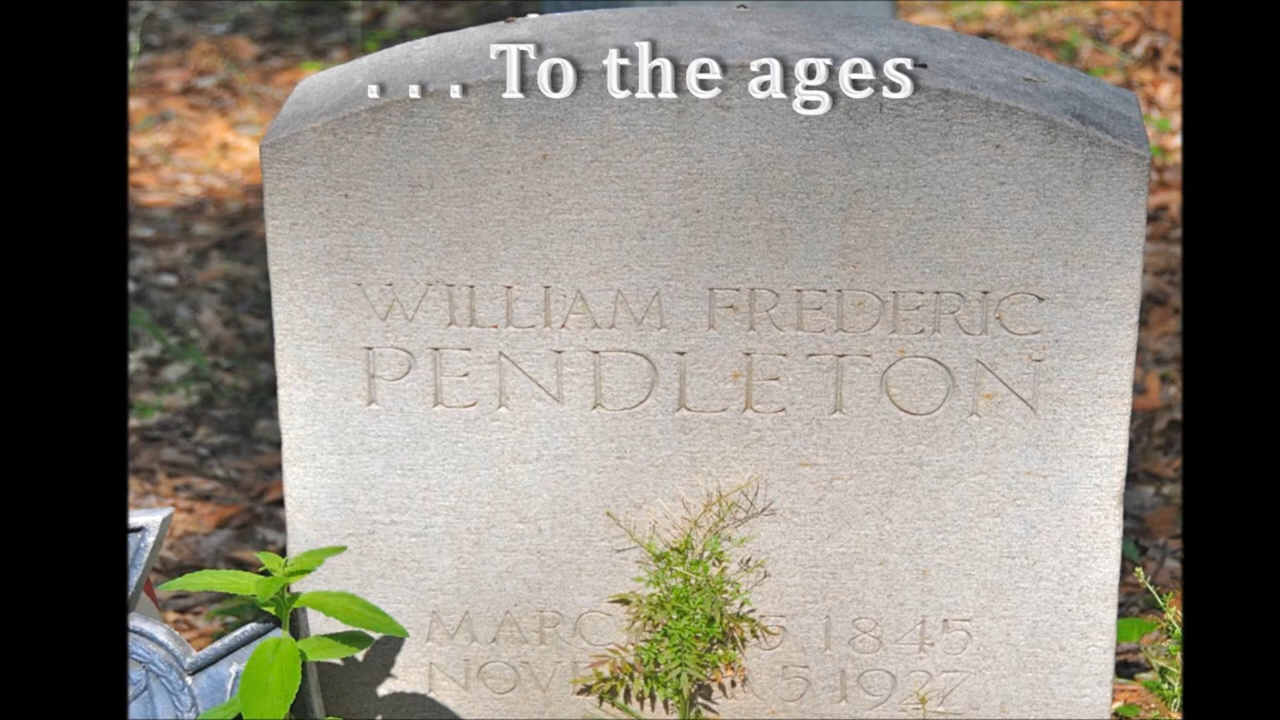 . . . To the ages
WILLIAM FREDERIC
PENDLETON
1845
1927